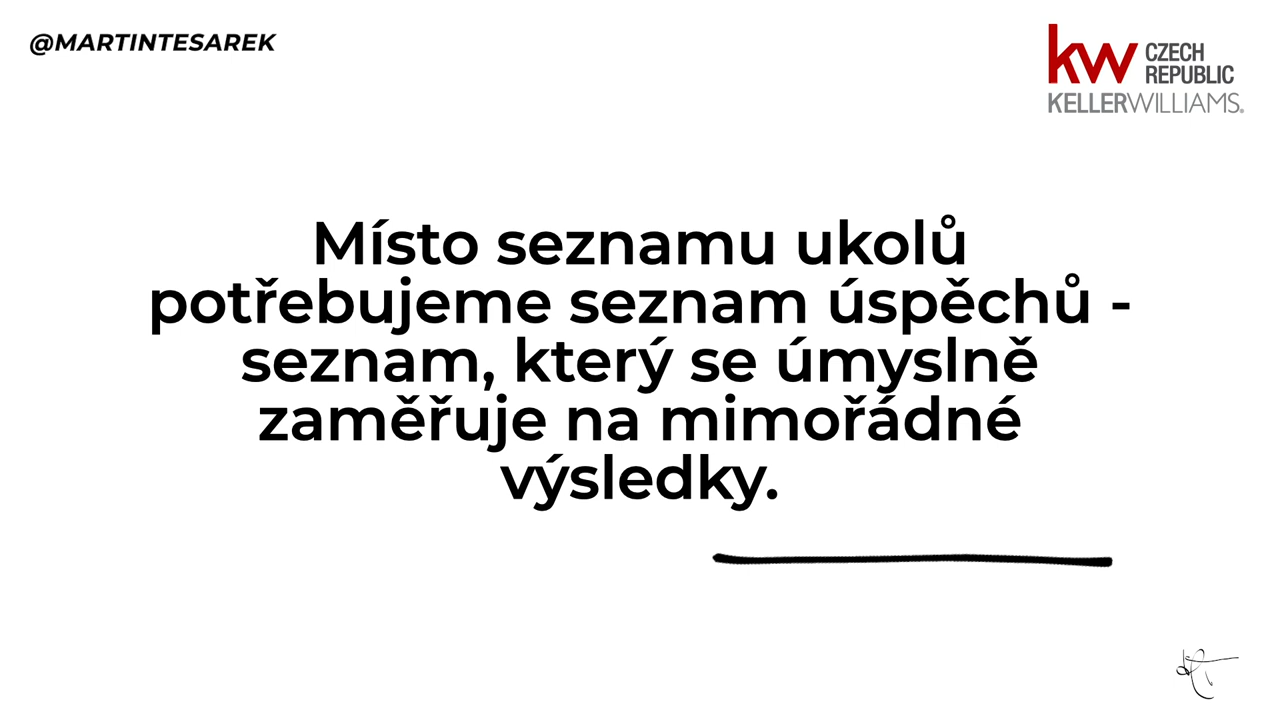 @MARTINTESAREK
kw CZECH
REPUBLIC
KELLERWILLIAMS®
Místo seznamu ukolů
potřebujeme seznam úspěchů -
seznam, který se úmyslně
zaměřuje na mimořádné
výsledky.